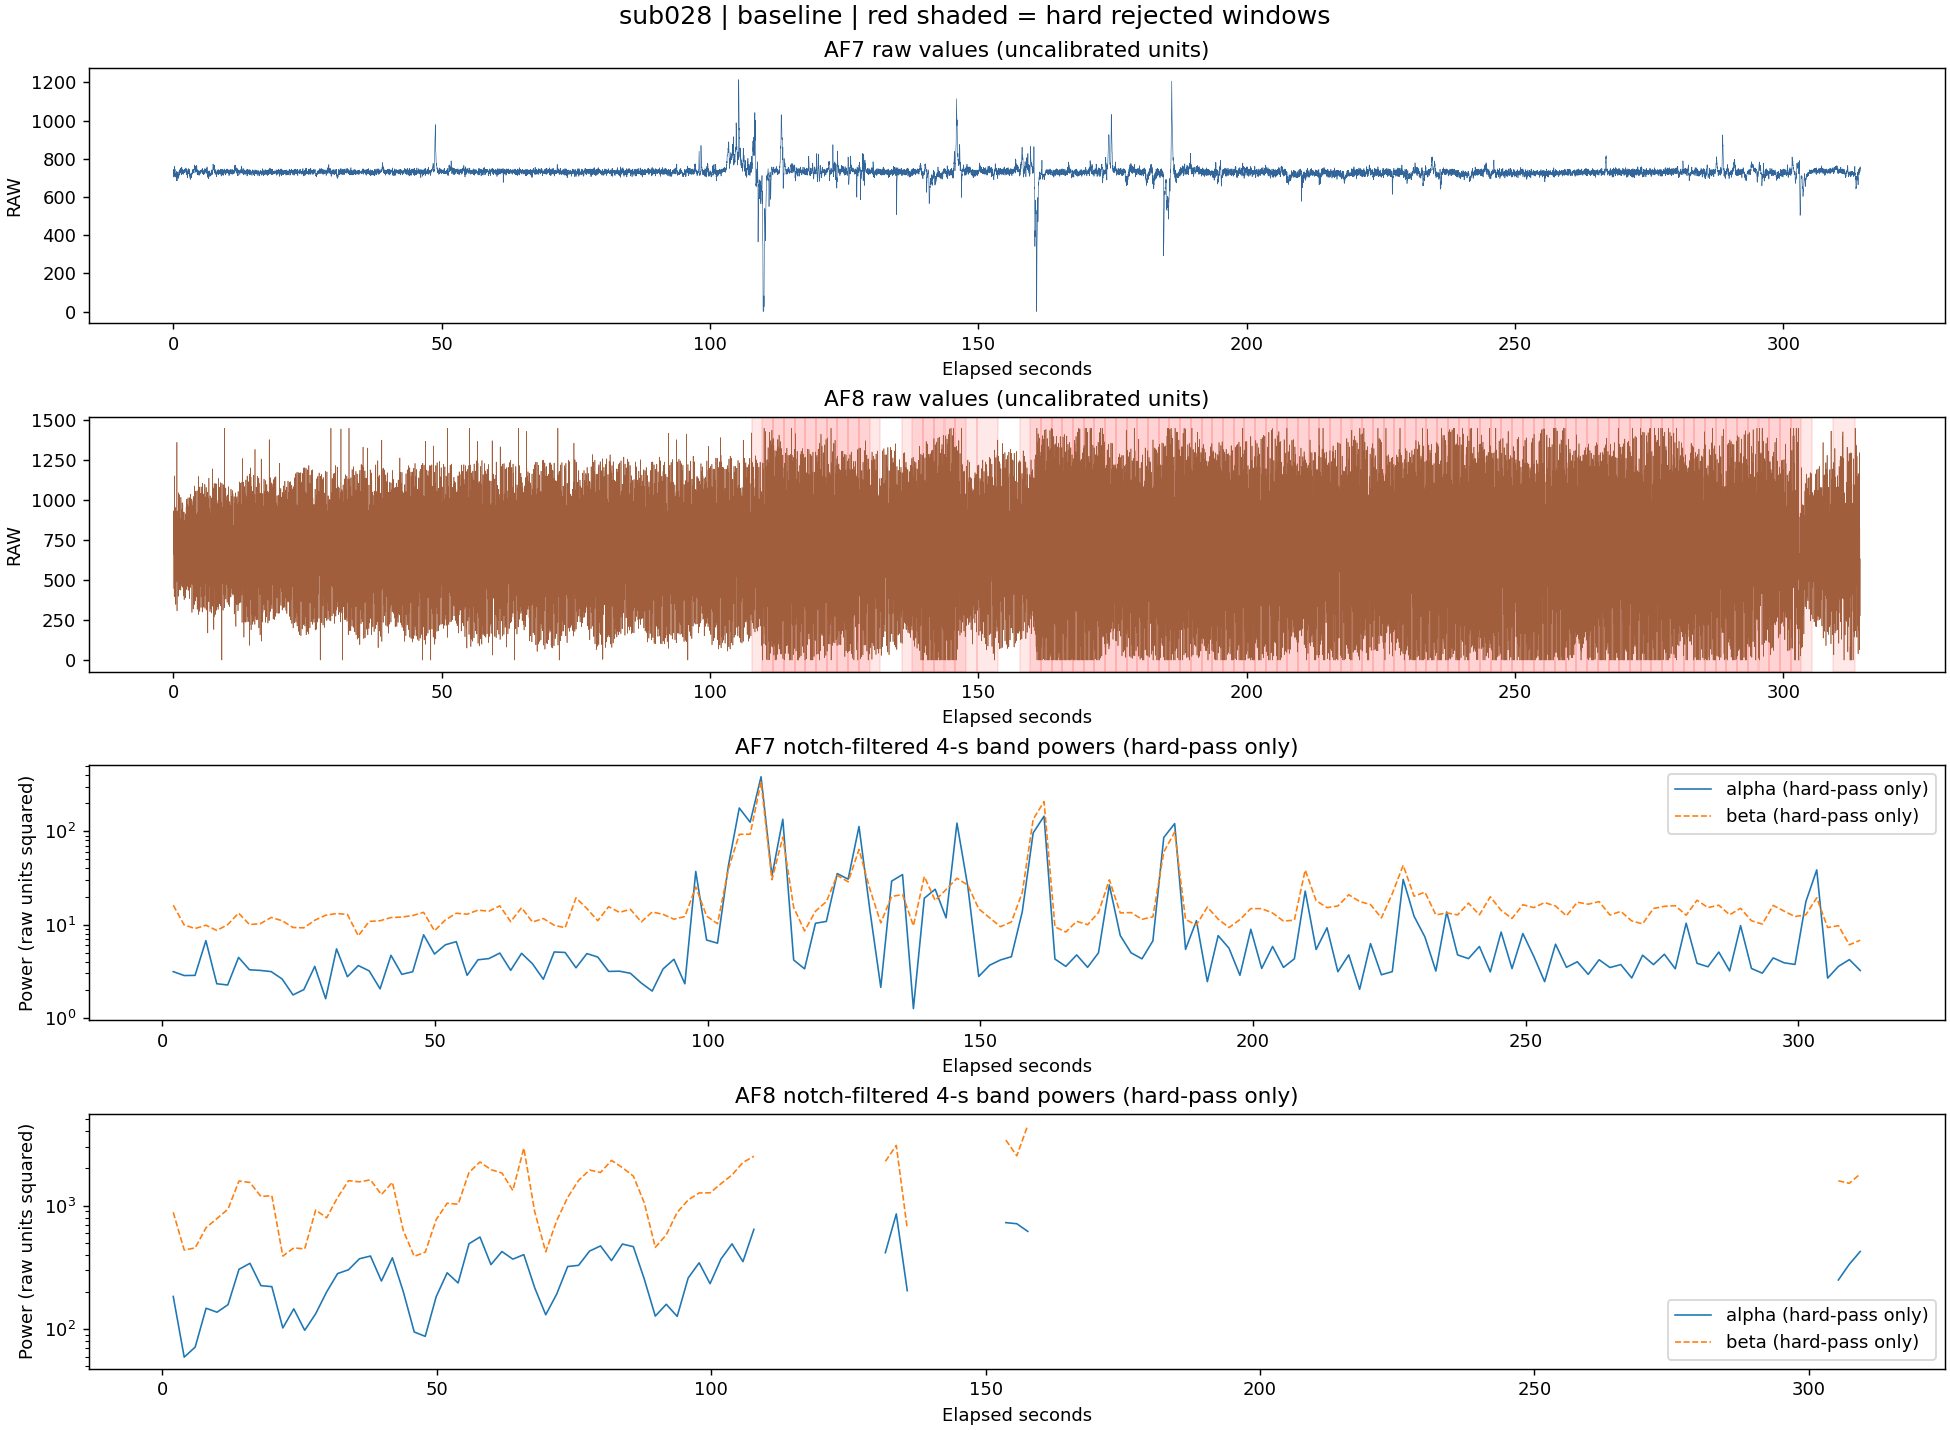 sub028 | baseline | red shaded = hard rejected windows
AF7 raw values (uncalibrated units)
RAW
1200
1000
800
600
400
200
0
0 50 100 150 200 250 300
Elapsed seconds
AF8 raw values (uncalibrated units)
RAW
1500
1250
1000
750
500
250
0
0 50 100 150 200 250 300
Elapsed seconds
AF7 notch-filtered 4-s band powers (hard-pass only)
Power (raw units squared)
10²
10¹
10⁰
alpha (hard-pass only)
beta (hard-pass only)
0 50 100 150 200 250 300
Elapsed seconds
AF8 notch-filtered 4-s band powers (hard-pass only)
Power (raw units squared)
10³
10²
alpha (hard-pass only)
beta (hard-pass only)
0 50 100 150 200 250 300
Elapsed seconds